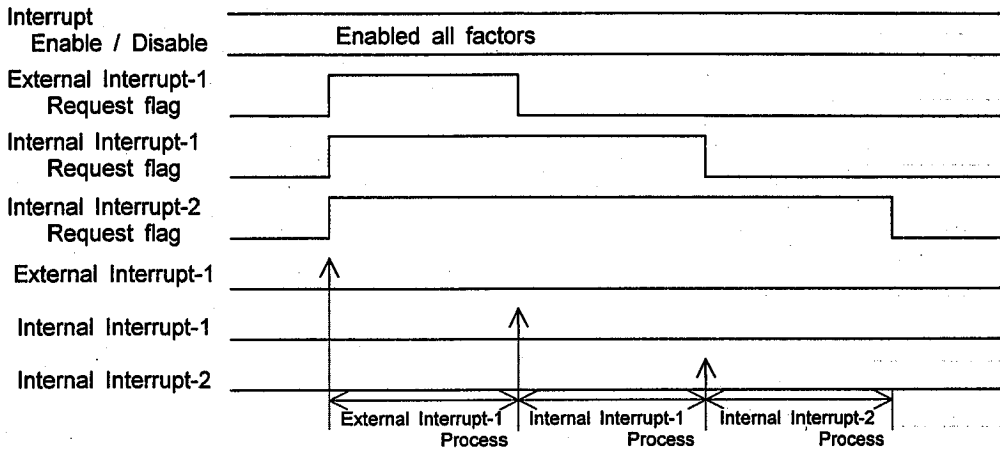 Interrupt
Enable / Disable
Enabled all factors
External Interrupt-1
Request flag
Internal Interrupt-1
Request flag
Internal Interrupt-2
Request flag
External Interrupt-1
Internal Interrupt-1
Internal Interrupt-2
External Interrupt-1
Process
Internal Interrupt-1
Process
Internal Interrupt-2
Process